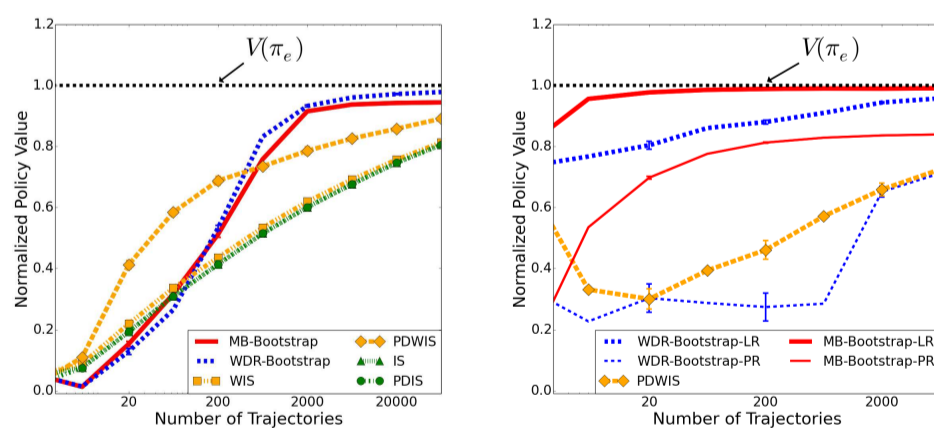 1.2
1.0
0.8
0.6
0.4
0.2
0.0
Normalized Policy Value
V(πₑ)
MB-Bootstrap
WDR-Bootstrap
WIS
PDWIS
IS
PDIS
20
200
2000
20000
Number of Trajectories
1.2
1.0
0.8
0.6
0.4
0.2
0.0
Normalized Policy Value
V(πₑ)
WDR-Bootstrap-LR
WDR-Bootstrap-PR
PDWIS
MB-Bootstrap-LR
MB-Bootstrap-PR
20
200
2000
Number of Trajectories